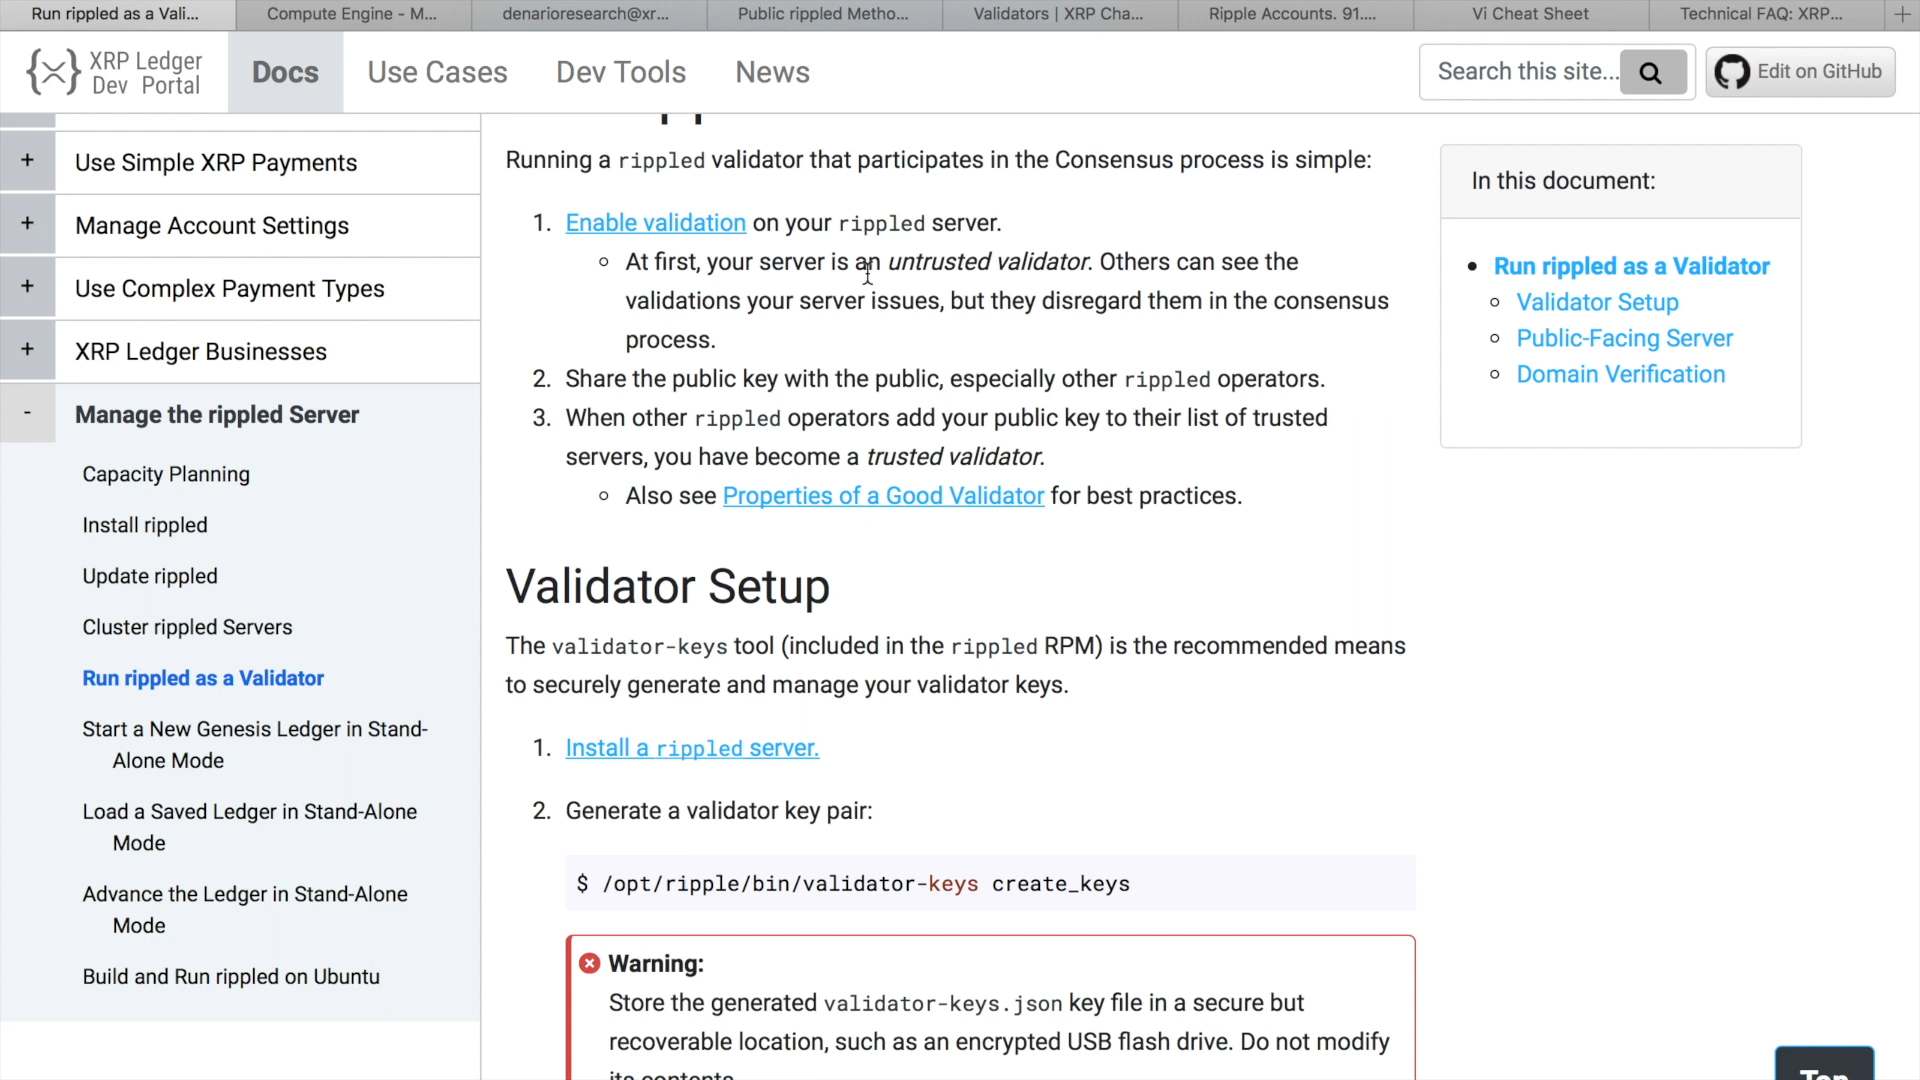 Run rippled as a Vali...
Compute Engine - M...
denarioresearch@xr...
Public rippled Metho...
Validators | XRP Cha...
Ripple Accounts. 91....
Vi Cheat Sheet
Technical FAQ: XRP...
+
{X} XRP Ledger
Dev Portal
Docs
Use Cases
Dev Tools
News
Search this site...
Edit on GitHub
+ Use Simple XRP Payments
+ Manage Account Settings
+ Use Complex Payment Types
+ XRP Ledger Businesses
- Manage the rippled Server
Capacity Planning
Install rippled
Update rippled
Cluster rippled Servers
Run rippled as a Validator
Start a New Genesis Ledger in Stand-
Alone Mode
Load a Saved Ledger in Stand-Alone
Mode
Advance the Ledger in Stand-Alone
Mode
Build and Run rippled on Ubuntu
Running a rippled validator that participates in the Consensus process is simple:
1. Enable validation on your rippled server.
○ At first, your server is an untrusted validator. Others can see the
validations your server issues, but they disregard them in the consensus
process.
2. Share the public key with the public, especially other rippled operators.
3. When other rippled operators add your public key to their list of trusted
servers, you have become a trusted validator.
○ Also see Properties of a Good Validator for best practices.
Validator Setup
The validator-keys tool (included in the rippled RPM) is the recommended means
to securely generate and manage your validator keys.
1. Install a rippled server.
2. Generate a validator key pair:
$ /opt/ripple/bin/validator-keys create_keys
Warning:
Store the generated validator-keys.json key file in a secure but
recoverable location, such as an encrypted USB flash drive. Do not modify
its contents.
In this document:
• Run rippled as a Validator
○ Validator Setup
○ Public-Facing Server
○ Domain Verification
Top